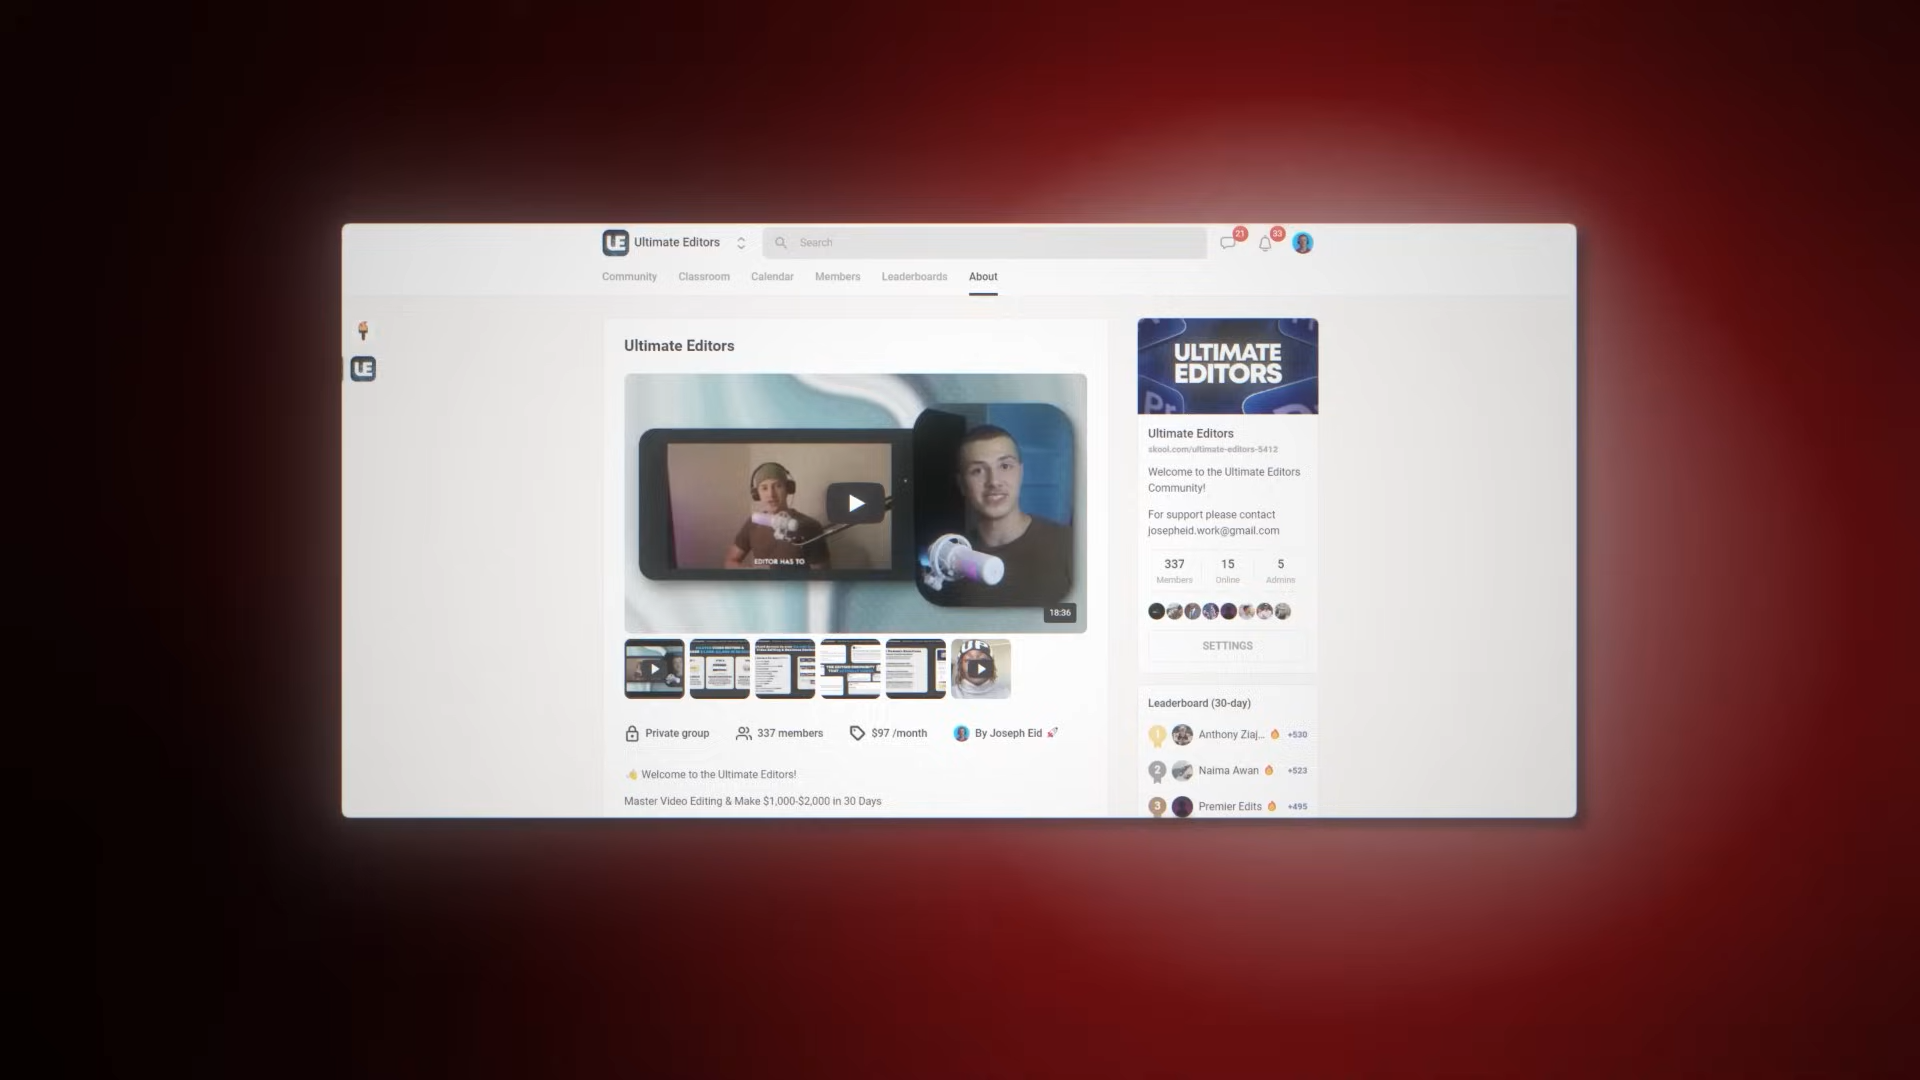 UE Ultimate Editors
Search
21
33
Community Classroom Calendar Members Leaderboards About
UE
Ultimate Editors
EDITOR HAS TO
18:36
Private group
337 members
$97 /month
By Joseph Eid
Welcome to the Ultimate Editors!
Master Video Editing & Make $1,000-$2,000 in 30 Days
ULTIMATE
EDITORS
Pr
Ultimate Editors
skool.com/ultimate-editors-5412
Welcome to the Ultimate Editors
Community!
For support please contact
josepheid.work@gmail.com
337 15 5
Members Online Admins
SETTINGS
Leaderboard (30-day)
1 Anthony Ziaj... +530
2 Naima Awan +523
3 Premier Edits +495